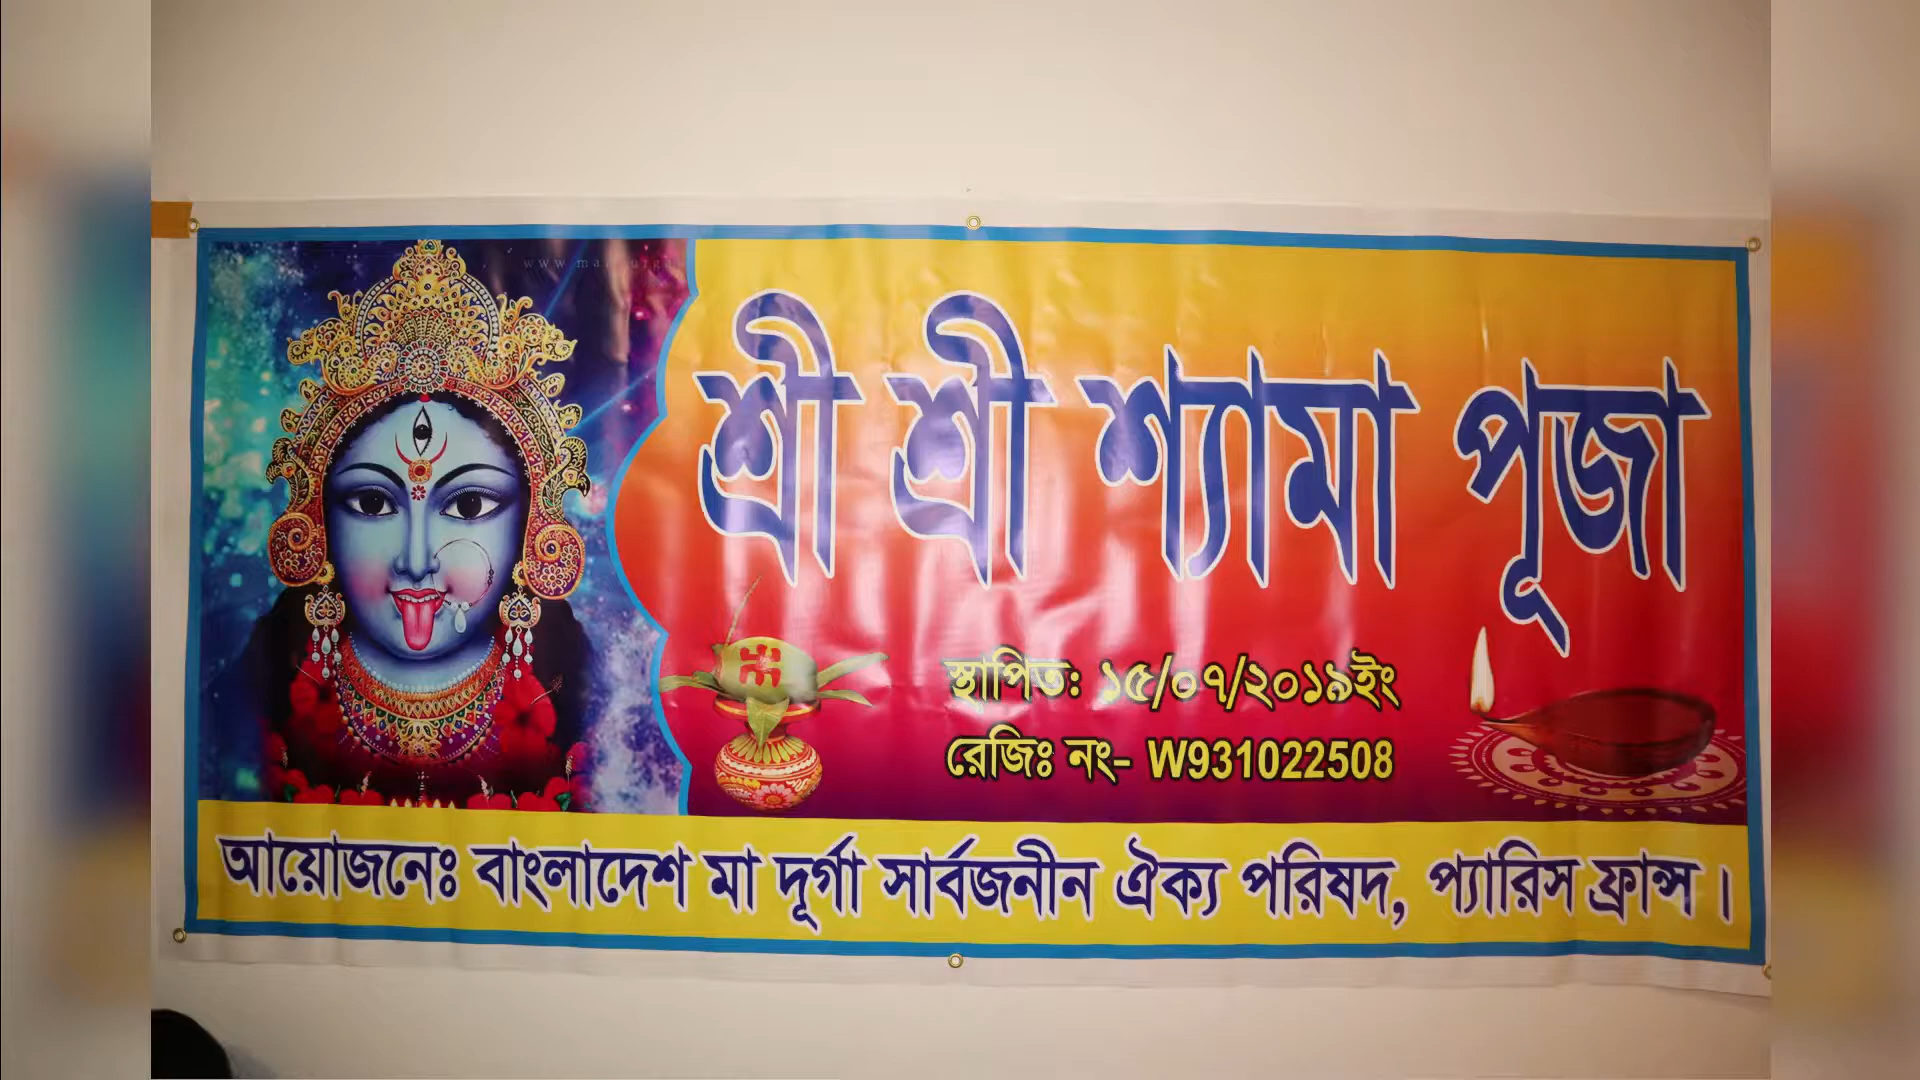 শ্রী শ্রী শ্যামা পূজা
স্থাপিত: ১৫/০৭/২০১৯ইং
রেজিঃ নং- W931022508
আয়োজনেঃ বাংলাদেশ মা দূর্গা সার্বজনীন ঐক্য পরিষদ, প্যারিস ফ্রান্স।